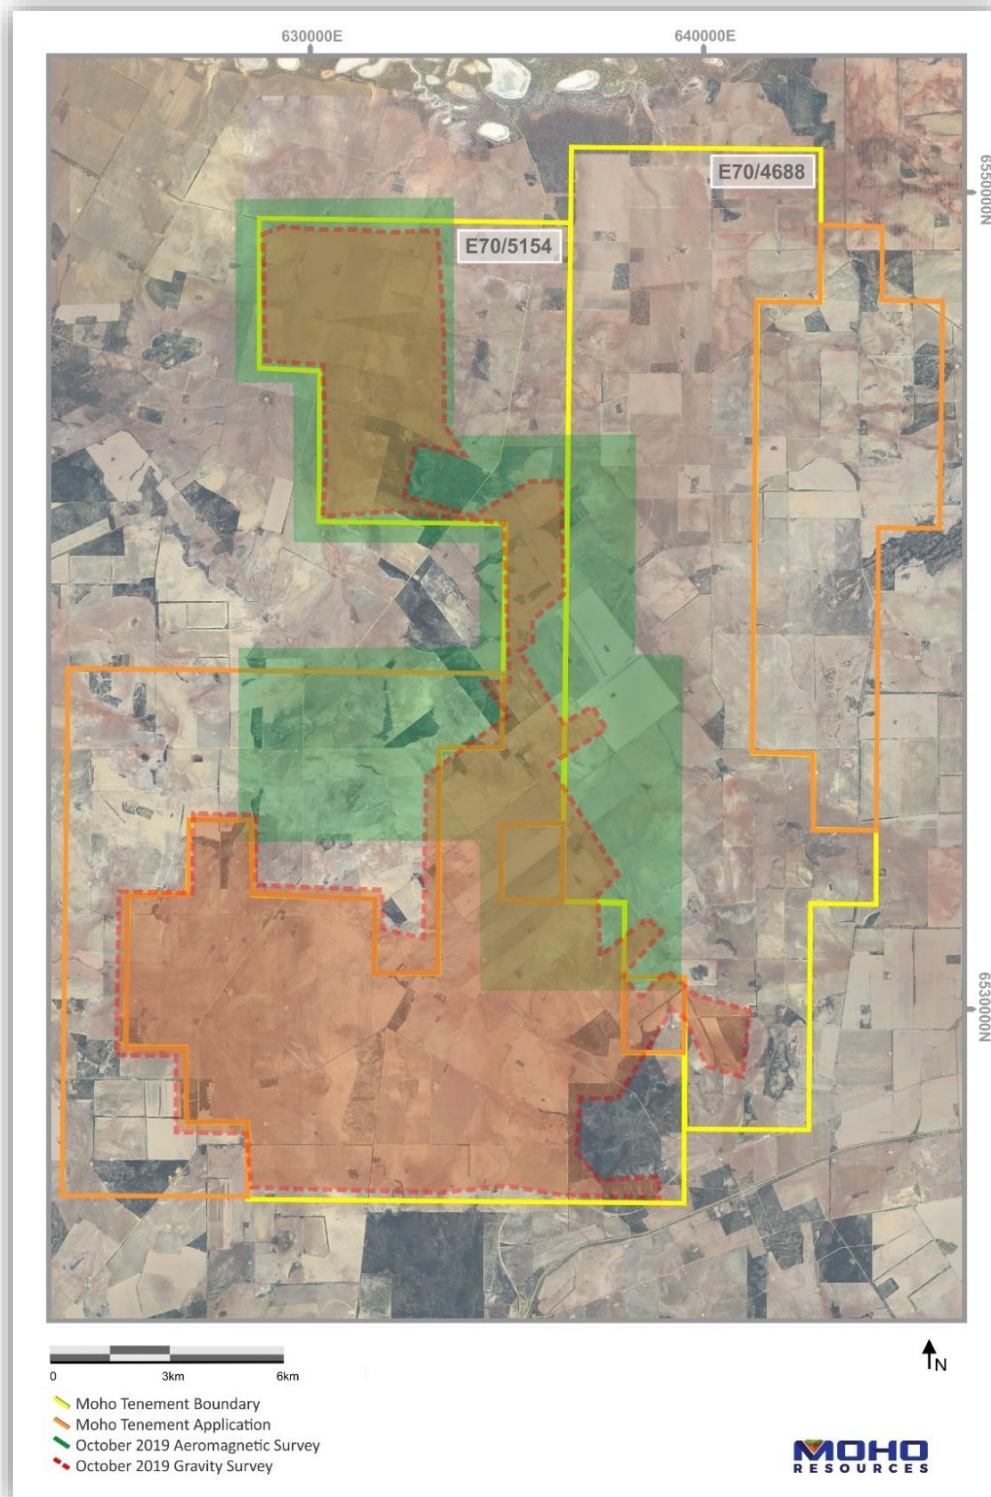 630000E
640000E
6550000N
E70/4688
E70/5154
6530000N
0
3km
6km
N
Moho Tenement Boundary
Moho Tenement Application
October 2019 Aeromagnetic Survey
October 2019 Gravity Survey
MOHO
RESOURCES